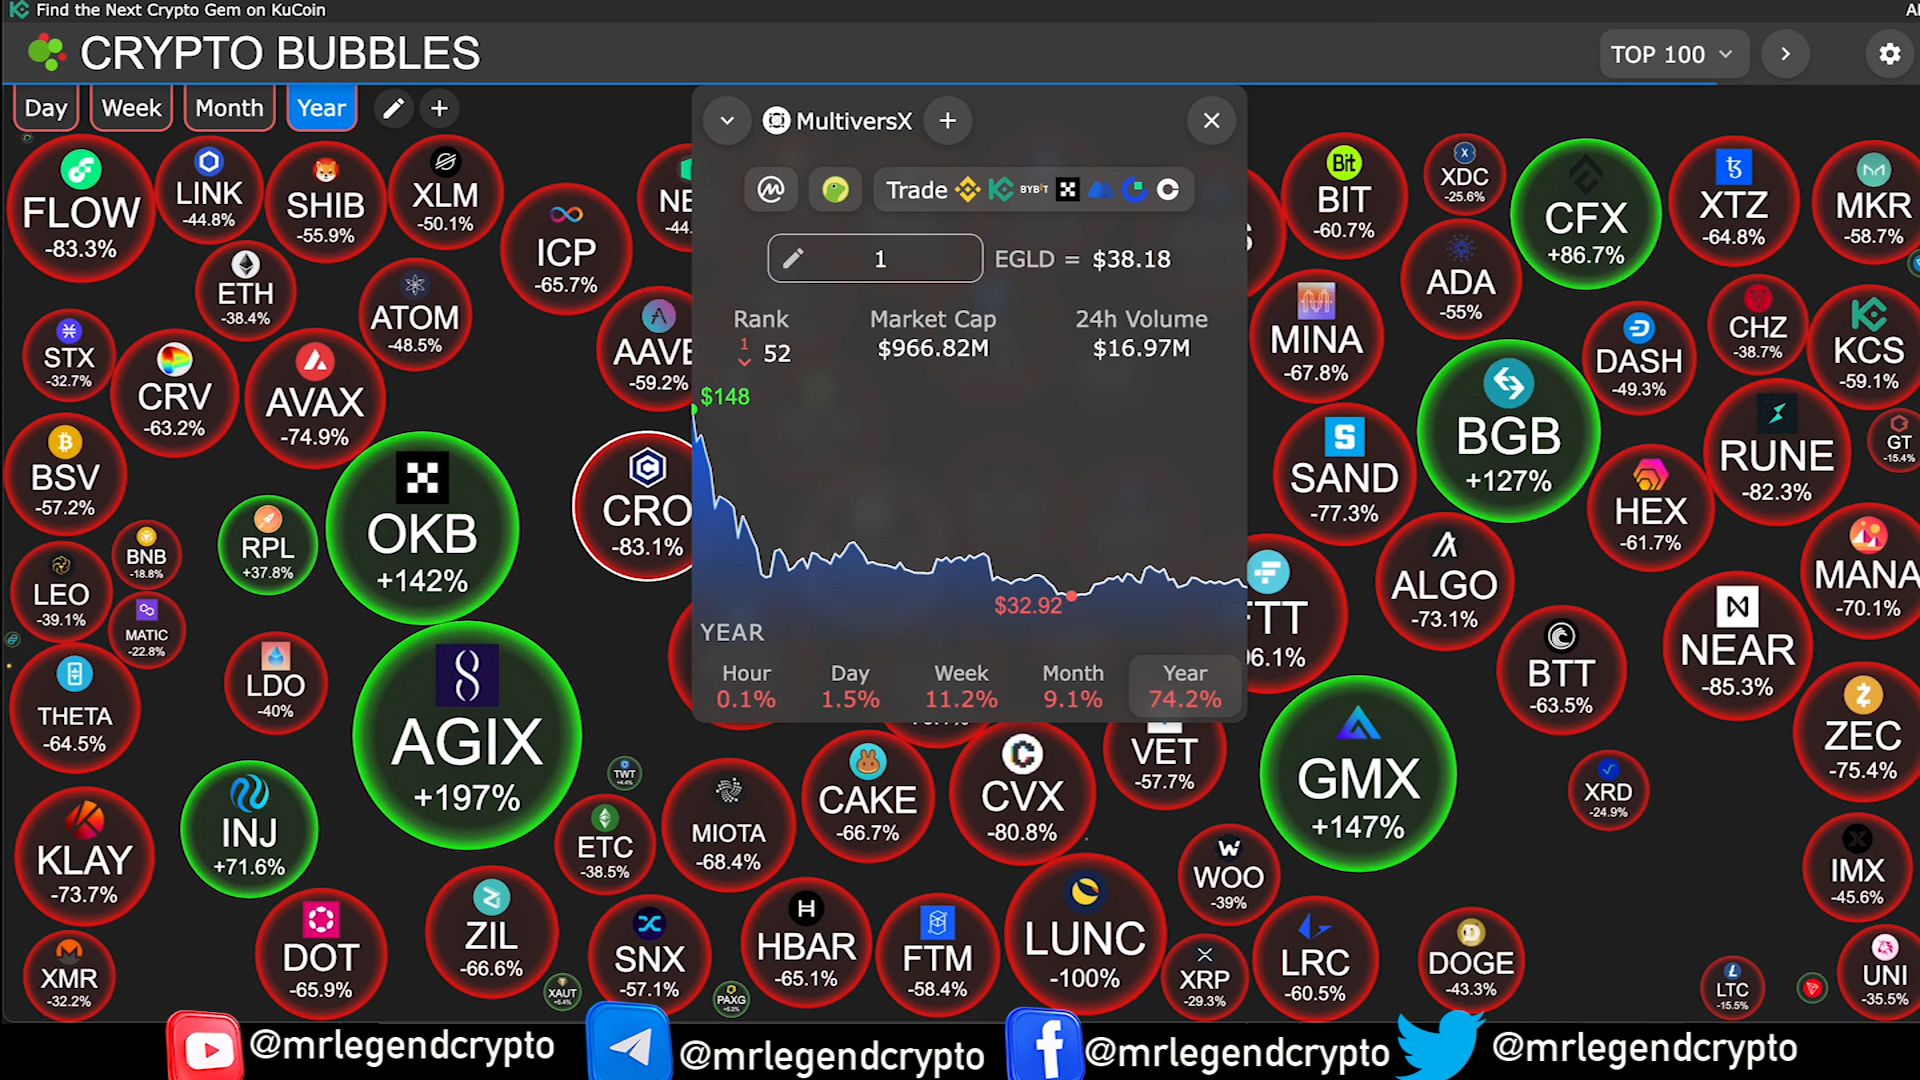 Find the Next Crypto Gem on KuCoin
CRYPTO BUBBLES
TOP 100
Day
Week
Month
Year
MultiversX
Trade
BYBIT
1
EGLD = $38.18
Rank
1
52
Market Cap
$966.82M
24h Volume
$16.97M
$148
$32.92
YEAR
Hour
0.1%
Day
1.5%
Week
11.2%
Month
9.1%
Year
74.2%
FLOW
-83.3%
LINK
-44.8%
SHIB
-55.9%
XLM
-50.1%
ICP
-65.7%
ETH
-38.4%
ATOM
-48.5%
AAVE
-59.2%
STX
-32.7%
CRV
-63.2%
AVAX
-74.9%
BSV
-57.2%
OKB
+142%
CRO
-83.1%
RPL
+37.8%
BNB
-18.8%
LEO
-39.1%
MATIC
-22.8%
LDO
-40%
THETA
-64.5%
AGIX
+197%
INJ
+71.6%
KLAY
-73.7%
TWT
ETC
-38.5%
MIOTA
-68.4%
CAKE
-66.7%
CVX
-80.8%
VET
-57.7%
DOT
-65.9%
ZIL
-66.6%
XMR
-32.2%
XAUT
SNX
-57.1%
PAXG
HBAR
-65.1%
FTM
-58.4%
LUNC
-100%
WOO
-39%
XRP
-29.3%
LRC
-60.5%
GMX
+147%
DOGE
-43.3%
LTC
-15.5%
UNI
-35.5%
IMX
-45.6%
XRD
-24.9%
ZEC
-75.4%
BTT
-63.5%
NEAR
-85.3%
MANA
-70.1%
ALGO
-73.1%
HEX
-61.7%
RUNE
-82.3%
GT
-15.4%
SAND
-77.3%
BGB
+127%
MINA
-67.8%
DASH
-49.3%
CHZ
-38.7%
KCS
-59.1%
ADA
-55%
Bit
BIT
-60.7%
XDC
-25.6%
CFX
+86.7%
XTZ
-64.8%
MKR
-58.7%
@mrlegendcrypto
@mrlegendcrypto
@mrlegendcrypto
@mrlegendcrypto